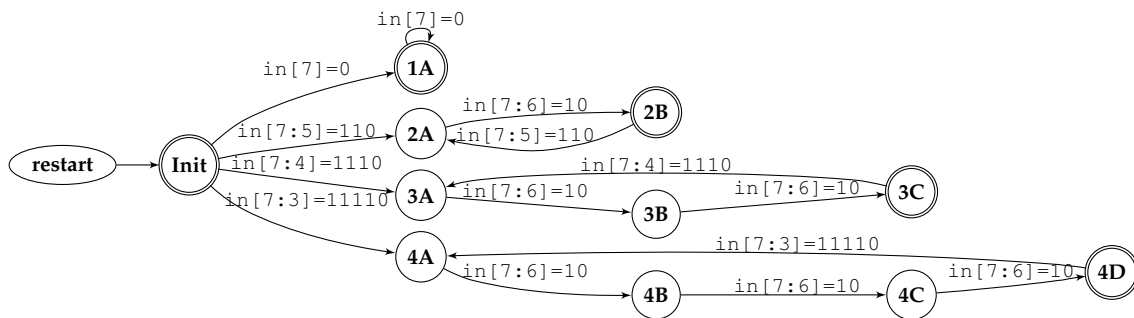 in[7]=0
1A
in[7]=0
in[7:6]=10
2B
in[7:5]=110
2A
in[7:5]=110
restart
Init
in[7:4]=1110
in[7:4]=1110
3A
in[7:6]=10
in[7:6]=10
3C
in[7:3]=11110
3B
4A
in[7:3]=11110
in[7:6]=10
in[7:6]=10
4D
4B
in[7:6]=10
4C